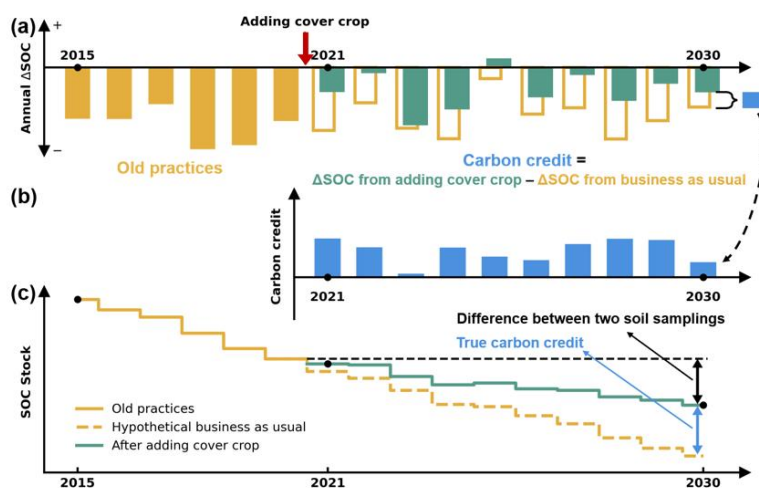 (a)
+
Adding cover crop
2015
2021
2030
Annual ΔSOC
−
Old practices
Carbon credit =
ΔSOC from adding cover crop – ΔSOC from business as usual
(b)
Carbon credit
2021
2030
(c)
Difference between two soil samplings
True carbon credit
SOC Stock
Old practices
Hypothetical business as usual
After adding cover crop
2015
2021
2030